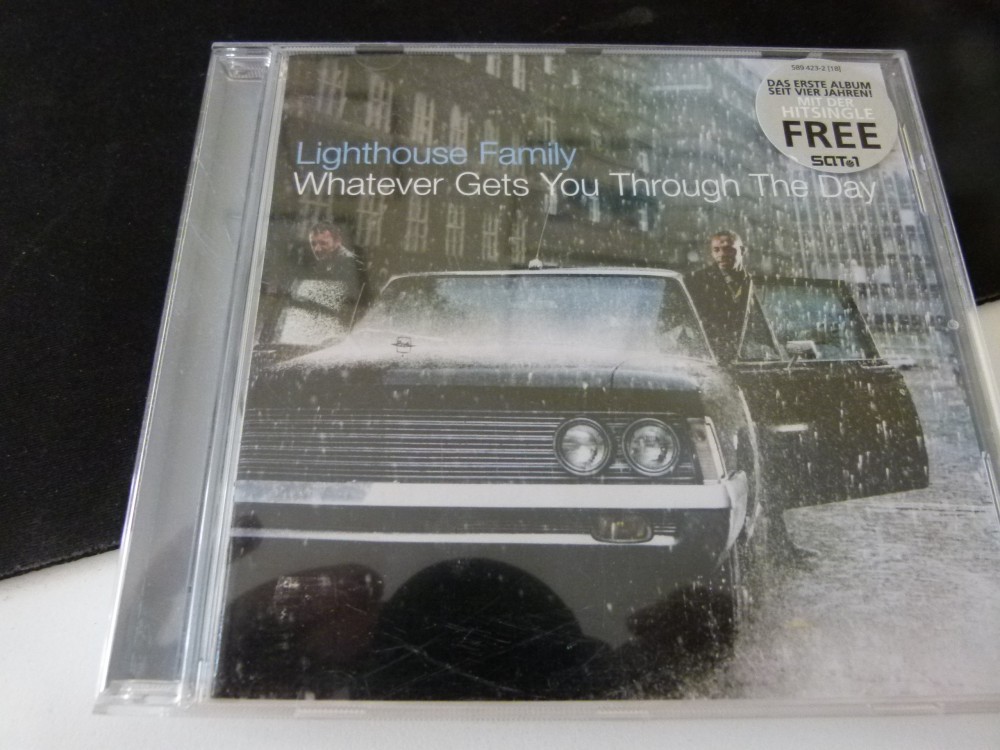 589 423-2 [18]
DAS ERSTE ALBUM
SEIT VIER JAHREN!
MIT DER
HITSINGLE
FREE
SAT.1
Lighthouse Family
Whatever Gets You Through The Day